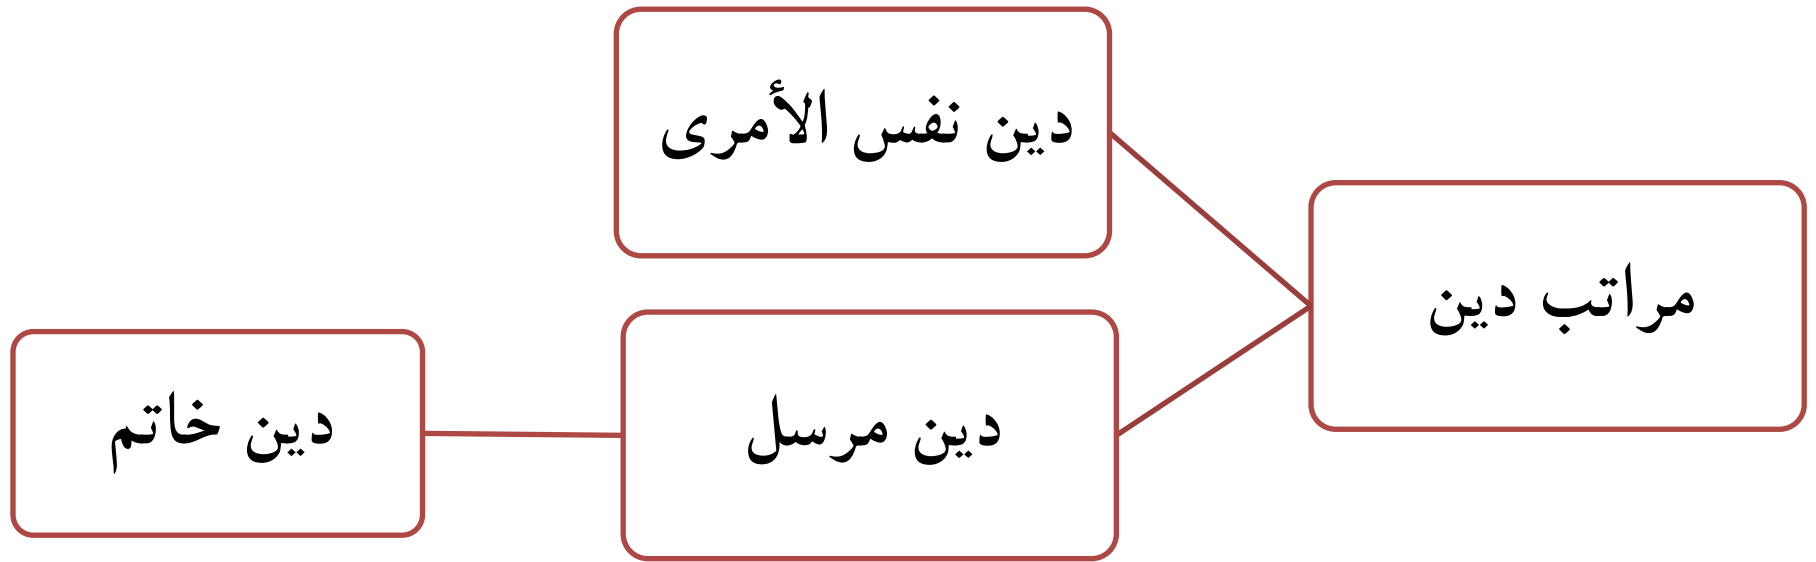 مراتب دین
دین نفس الأمری
دین مرسل
دین خاتم